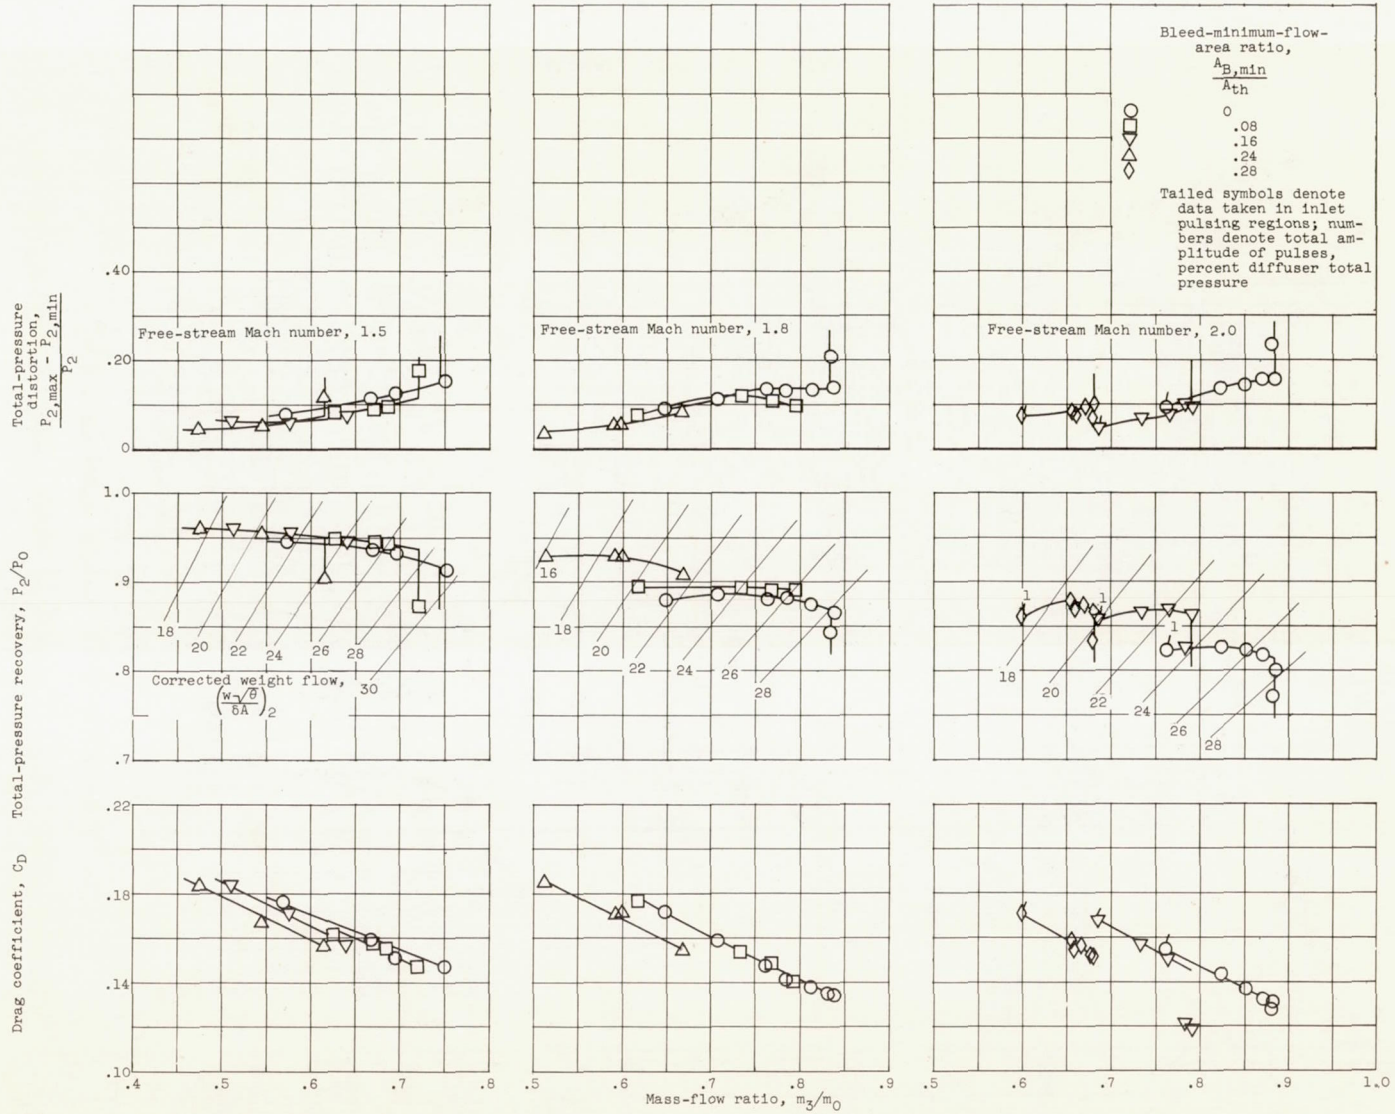 Bleed-minimum-flow-
area ratio,
A_B,min
A_th
0
.08
.16
.24
.28
Tailed symbols denote
data taken in inlet
pulsing regions; num-
bers denote total am-
plitude of pulses,
percent diffuser total
pressure
Total-pressure
distortion,
P_2,max - P_2,min
P_2
.40
.20
0
Free-stream Mach number, 1.5
Free-stream Mach number, 1.8
Free-stream Mach number, 2.0
Total-pressure recovery, P_2/P_0
1.0
.9
.8
.7
18
20
22
24
26
28
30
Corrected weight flow,
(w√θ/δA)_2
16
18
20
22
24
26
28
1
1
1
18
20
22
24
26
28
Drag coefficient, C_D
.22
.18
.14
.10
.4 .5 .6 .7 .8
.5 .6 .7 .8 .9
.5 .6 .7 .8 .9 1.0
Mass-flow ratio, m_3/m_0